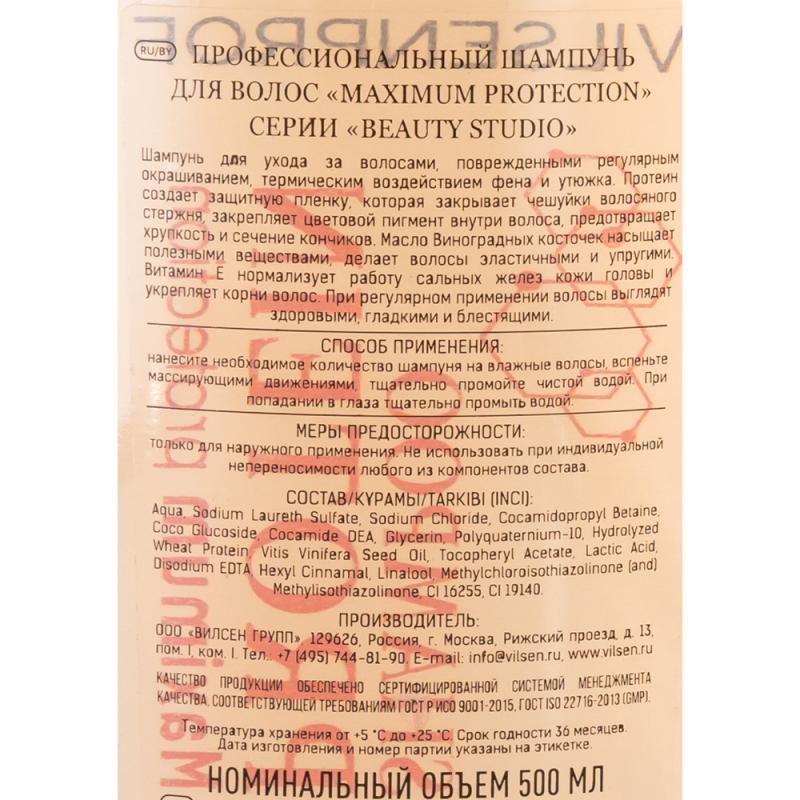 VILSENPROF
RU/BY
ПРОФЕССИОНАЛЬНЫЙ ШАМПУНЬ
ДЛЯ ВОЛОС «MAXIMUM PROTECTION»
СЕРИИ «BEAUTY STUDIO»
Шампунь для ухода за волосами, поврежденными регулярным
окрашиванием, термическим воздействием фена и утюжка. Протеин
создает защитную пленку, которая закрывает чешуйки волосяного
стержня, закрепляет цветовой пигмент внутри волоса, предотвращает
хрупкость и сечение кончиков. Масло Виноградных косточек насыщает
полезными веществами, делает волосы эластичными и упругими.
Витамин Е нормализует работу сальных желез кожи головы и
укрепляет корни волос. При регулярном применении волосы выглядят
здоровыми, гладкими и блестящими.
СПОСОБ ПРИМЕНЕНИЯ:
нанесите необходимое количество шампуня на влажные волосы, вспеньте
массирующими движениями, тщательно промойте чистой водой. При
попадании в глаза тщательно промыть водой.
МЕРЫ ПРЕДОСТОРОЖНОСТИ:
только для наружного применения. Не использовать при индивидуальной
непереносимости любого из компонентов состава.
СОСТАВ/ҚҰРАМЫ/TARKIBI (INCI):
Aqua, Sodium Laureth Sulfate, Sodium Chloride, Cocamidopropyl Betaine,
Coco Glucoside, Cocamide DEA, Glycerin, Polyquaternium-10, Hydrolyzed
Wheat Protein, Vitis Vinifera Seed Oil, Tocopheryl Acetate, Lactic Acid,
Disodium EDTA, Hexyl Cinnamal, Linalool, Methylchloroisothiazolinone (and)
Methylisothiazolinone, CI 16255, CI 19140.
ПРОИЗВОДИТЕЛЬ:
ООО «ВИЛСЕН ГРУПП» 129626, Россия, г. Москва, Рижский проезд, д. 13,
пом. I, ком. I. Тел.: +7 (495) 744-81-90. E-mail: info@vilsen.ru, www.vilsen.ru
КАЧЕСТВО ПРОДУКЦИИ ОБЕСПЕЧЕНО СЕРТИФИЦИРОВАННОЙ СИСТЕМОЙ МЕНЕДЖМЕНТА
КАЧЕСТВА, СООТВЕТСТВУЮЩЕЙ ТРЕБОВАНИЯМ ГОСТ Р ИСО 9001-2015, ГОСТ ISO 22716-2013 (GMP).
Температура хранения от +5 °С до +25 °С. Срок годности 36 месяцев.
Дата изготовления и номер партии указаны на этикетке.
НОМИНАЛЬНЫЙ ОБЪЕМ 500 МЛ
PROTEIN
Maximum protection